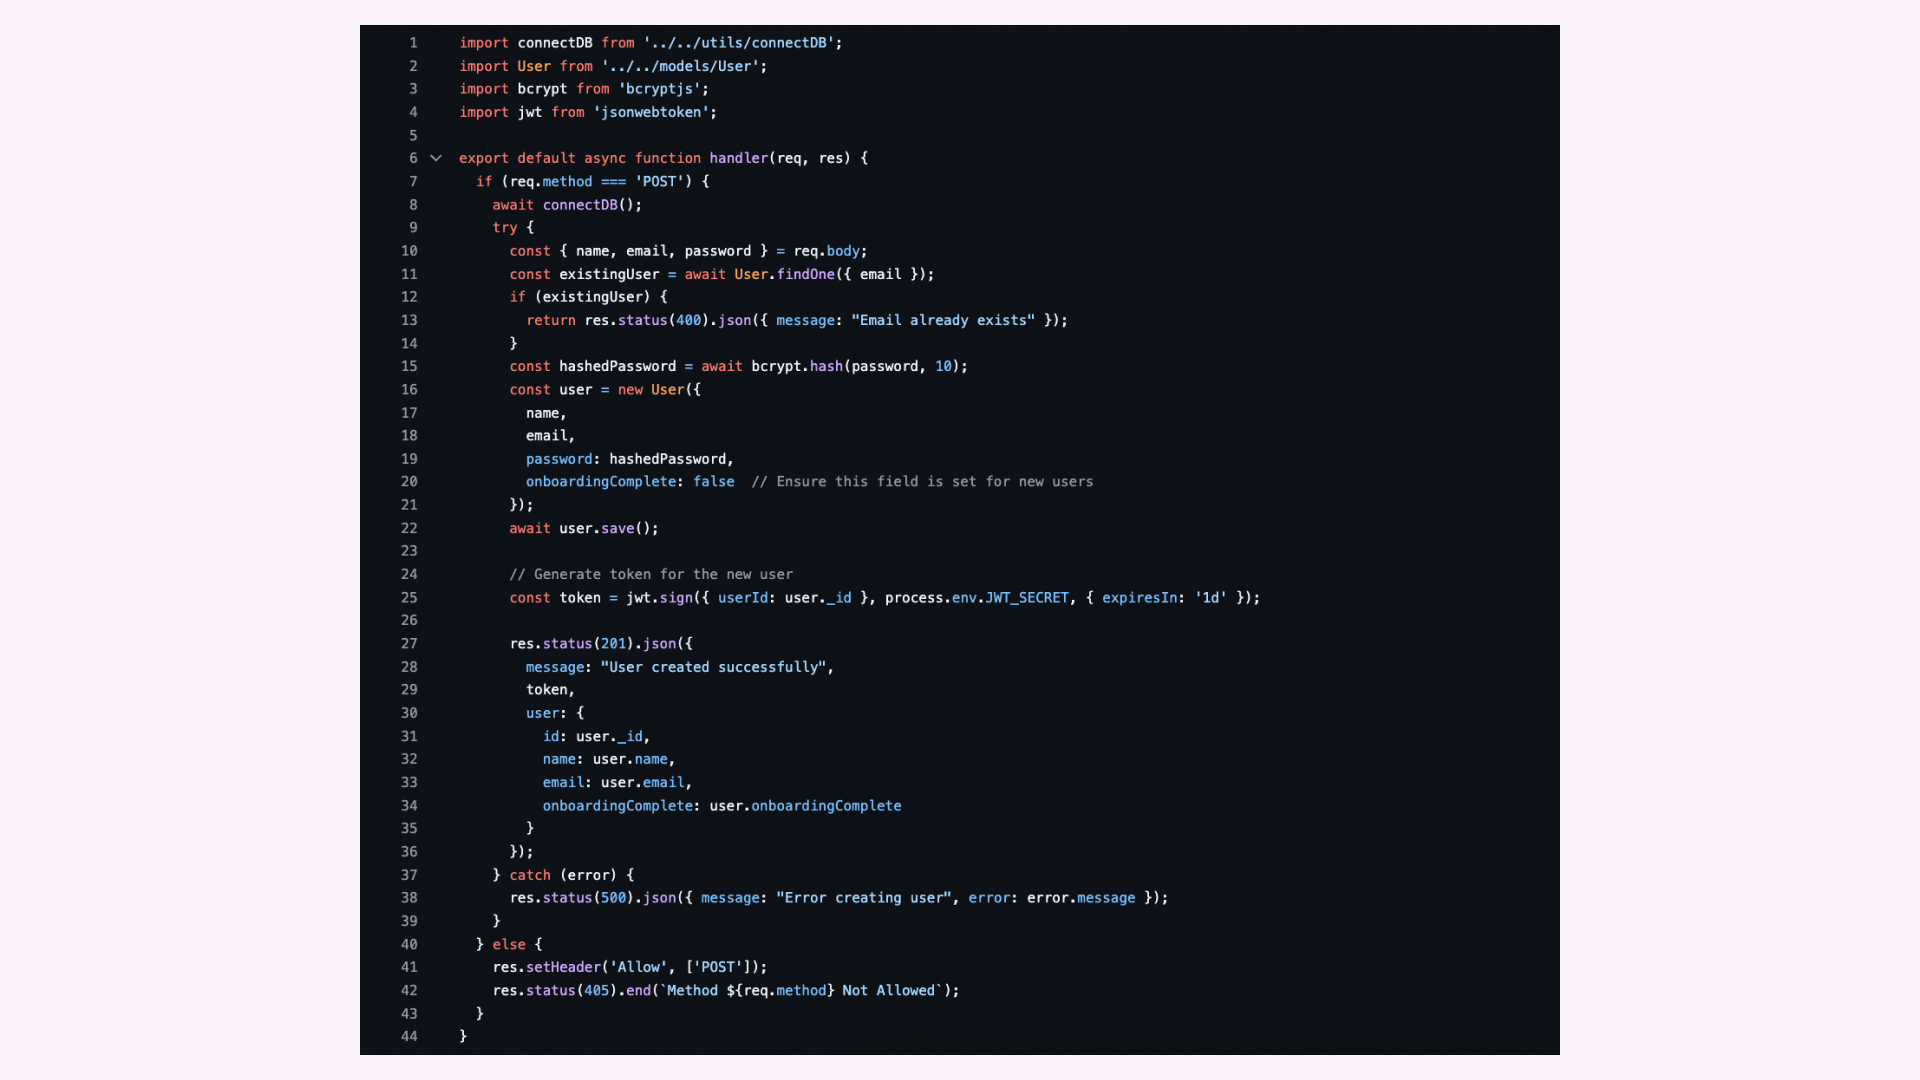 1 import connectDB from '../../utils/connectDB';
2 import User from '../../models/User';
3 import bcrypt from 'bcryptjs';
4 import jwt from 'jsonwebtoken';
5
6 export default async function handler(req, res) {
7   if (req.method === 'POST') {
8     await connectDB();
9     try {
10       const { name, email, password } = req.body;
11       const existingUser = await User.findOne({ email });
12       if (existingUser) {
13         return res.status(400).json({ message: "Email already exists" });
14       }
15       const hashedPassword = await bcrypt.hash(password, 10);
16       const user = new User({
17         name,
18         email,
19         password: hashedPassword,
20         onboardingComplete: false  // Ensure this field is set for new users
21       });
22       await user.save();
23
24       // Generate token for the new user
25       const token = jwt.sign({ userId: user._id }, process.env.JWT_SECRET, { expiresIn: '1d' });
26
27       res.status(201).json({
28         message: "User created successfully",
29         token,
30         user: {
31           id: user._id,
32           name: user.name,
33           email: user.email,
34           onboardingComplete: user.onboardingComplete
35         }
36       });
37     } catch (error) {
38       res.status(500).json({ message: "Error creating user", error: error.message });
39     }
40   } else {
41     res.setHeader('Allow', ['POST']);
42     res.status(405).end(`Method ${req.method} Not Allowed`);
43   }
44 }